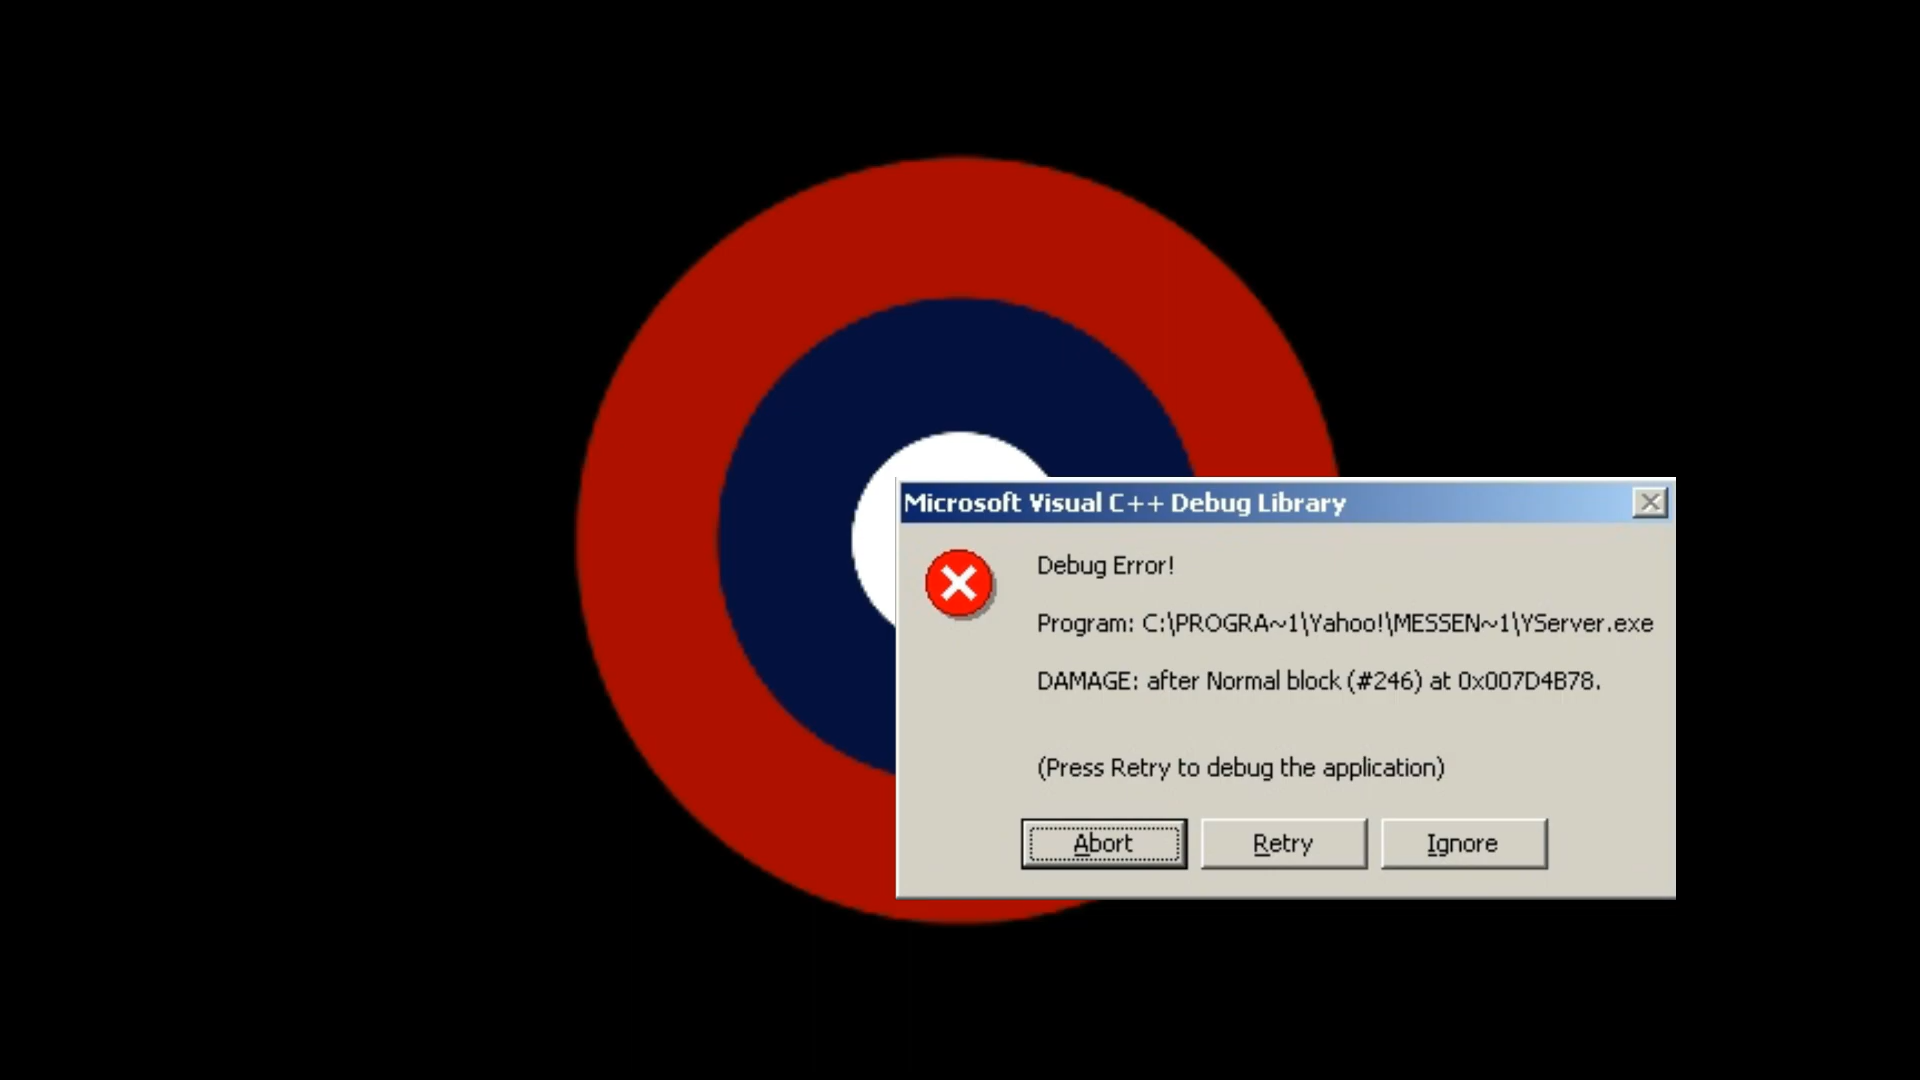 Microsoft Visual C++ Debug Library
Debug Error!
Program: C:\PROGRA~1\Yahoo!\MESSEN~1\YServer.exe
DAMAGE: after Normal block (#246) at 0x007D4B78.
(Press Retry to debug the application)
Abort Retry Ignore